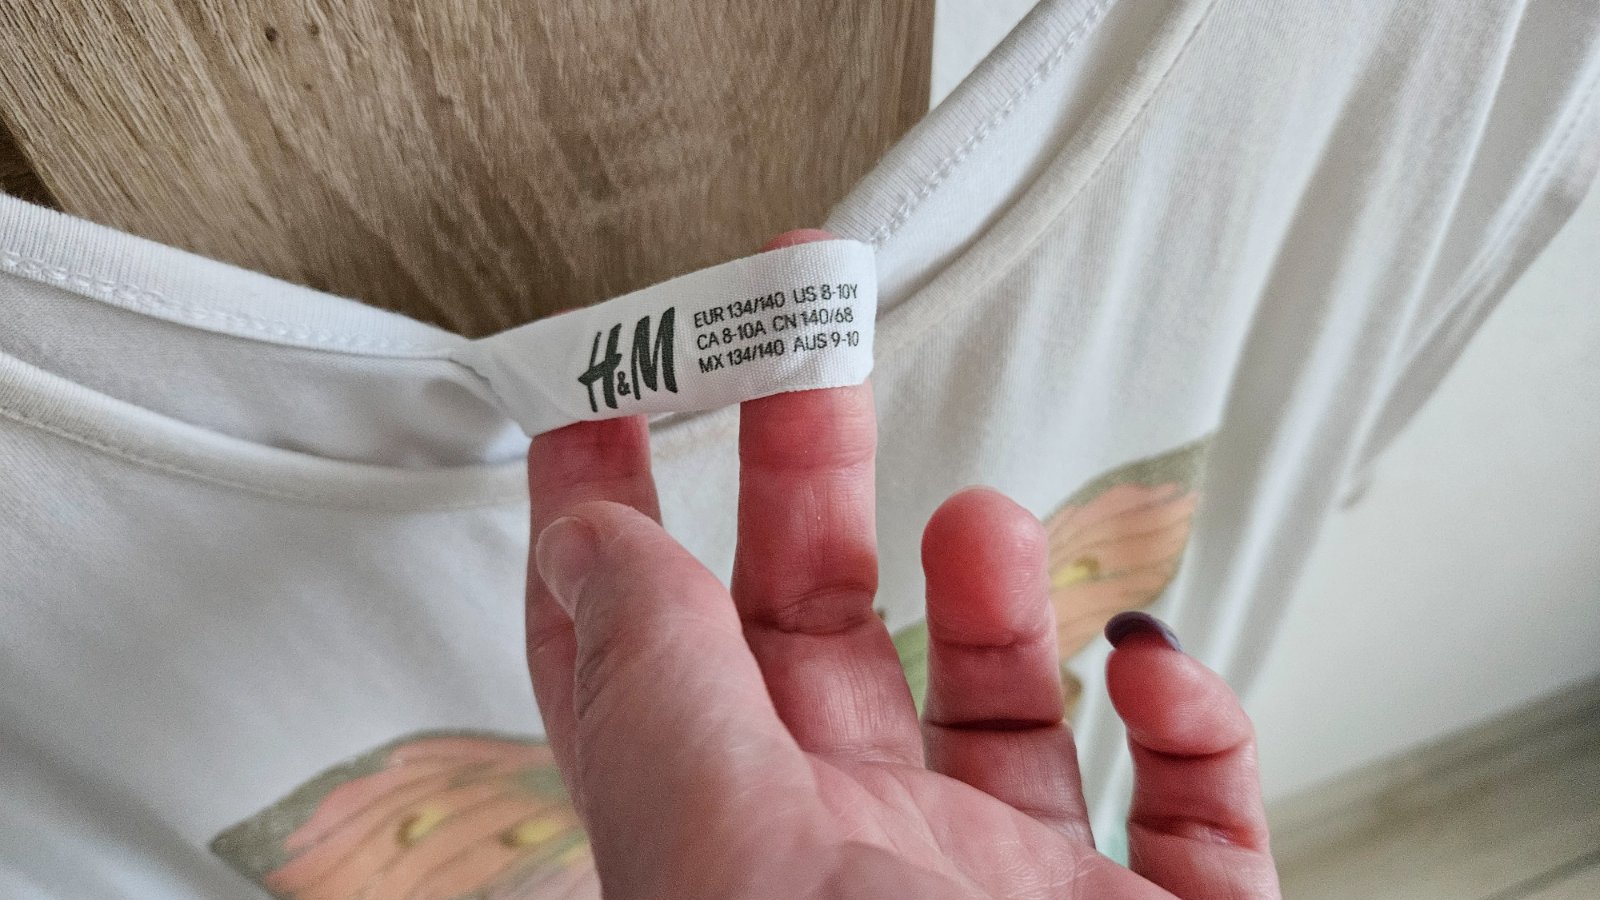 H&M
EUR 134/140 US 8-10Y
CA 8-10A CN 140/68
MX 134/140 AUS 9-10